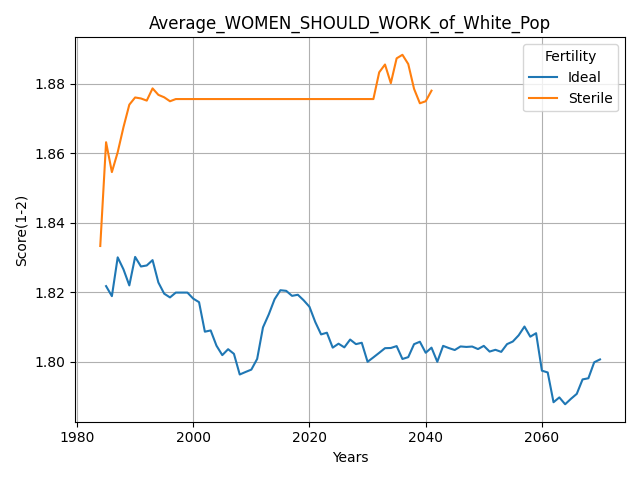 Average_WOMEN_SHOULD_WORK_of_White_Pop
Fertility
Ideal
Sterile
1.88
1.86
1.84
1.82
1.80
Score(1-2)
1980 2000 2020 2040 2060
Years